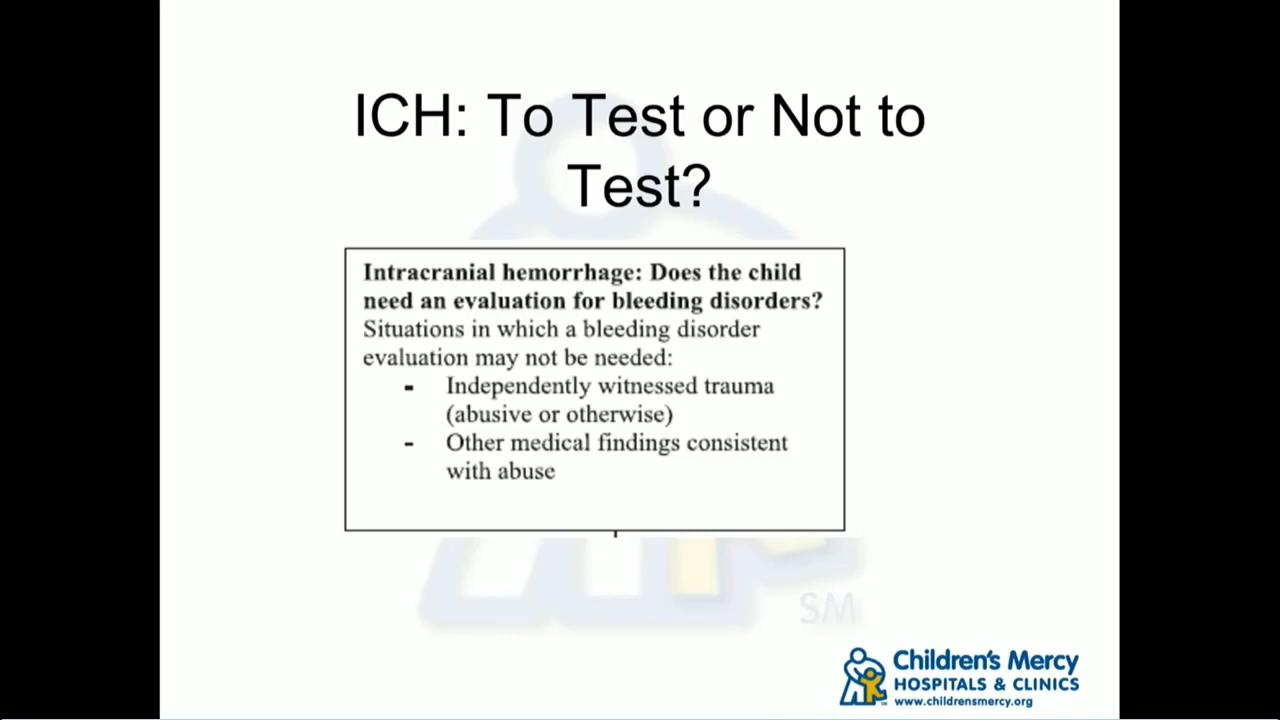 ICH: To Test or Not to
Test?
Intracranial hemorrhage: Does the child
need an evaluation for bleeding disorders?
Situations in which a bleeding disorder
evaluation may not be needed:
- Independently witnessed trauma
(abusive or otherwise)
- Other medical findings consistent
with abuse
SM
Children's Mercy
HOSPITALS & CLINICS
www.childrensmercy.org